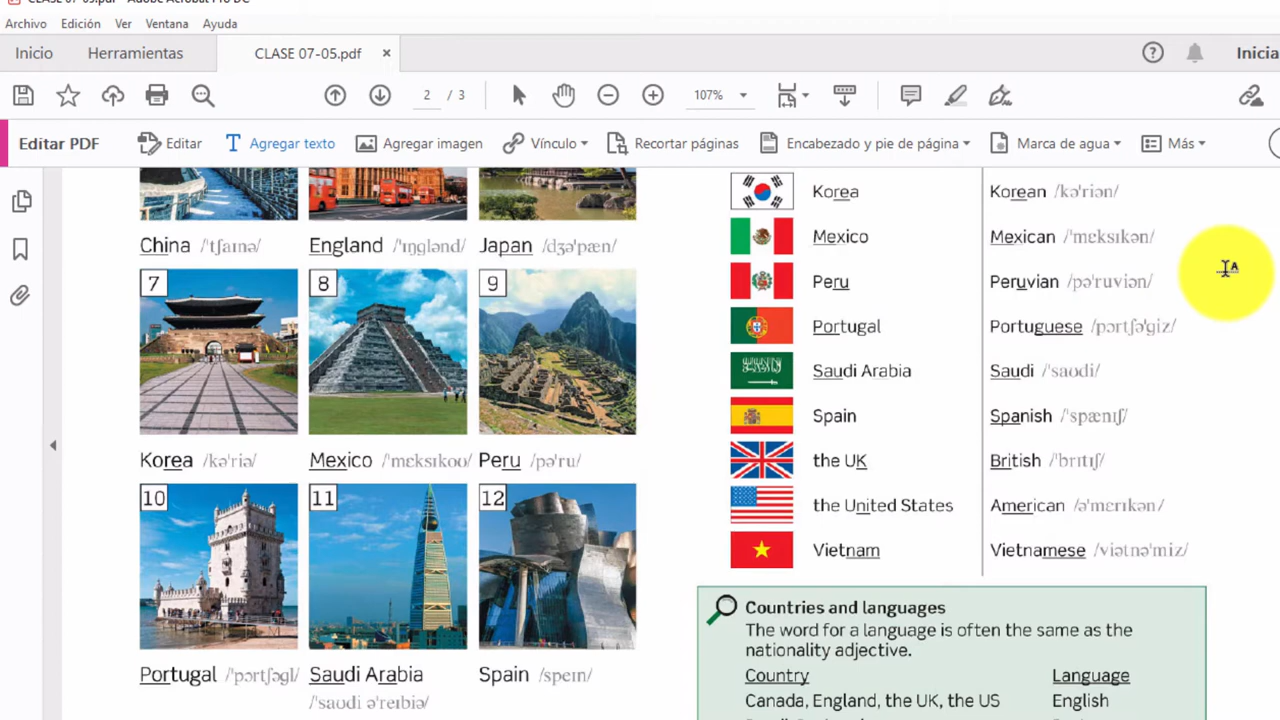 Archivo Edición Ver Ventana Ayuda
Inicio Herramientas CLASE 07-05.pdf × Inicia
2 / 3 107%
Editar PDF Editar Agregar texto Agregar imagen Vínculo Recortar páginas Encabezado y pie de página Marca de agua Más
China /ˈtʃaɪnə/ England /ˈɪŋglənd/ Japan /dʒəˈpæn/
7 8 9
Korea /kəˈriə/ Mexico /ˈmɛksɪkoʊ/ Peru /pəˈru/
10 11 12
Portugal /ˈpɔrtʃəgl/ Saudi Arabia Spain /speɪn/
/ˈsaʊdi əˈreɪbiə/
Korea Korean /kəˈriən/
Mexico Mexican /ˈmɛksɪkən/
Peru Peruvian /pəˈruviən/
Portugal Portuguese /pɔrtʃəˈgiz/
Saudi Arabia Saudi /ˈsaʊdi/
Spain Spanish /ˈspænɪʃ/
the UK British /ˈbrɪtɪʃ/
the United States American /əˈmɛrɪkən/
Vietnam Vietnamese /viətnəˈmiz/
Countries and languages
The word for a language is often the same as the
nationality adjective.
Country Language
Canada, England, the UK, the US English